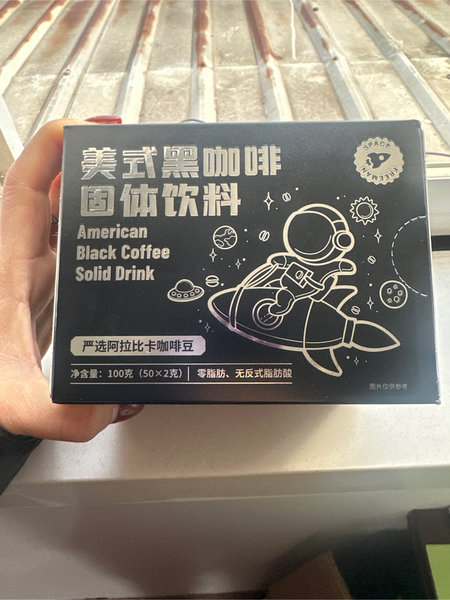 美式黑咖啡
固体饮料
American
Black Coffee
Solid Drink
SPACE
FREEMAN
严选阿拉比卡咖啡豆
净含量：100克（50×2克） 零脂肪、无反式脂肪酸
图片仅供参考